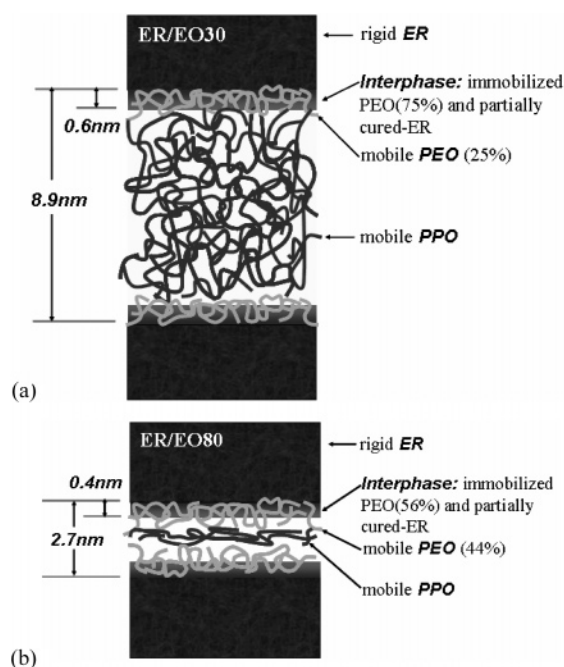 ER/EO30
rigid ER
Interphase: immobilized
PEO(75%) and partially
cured-ER
0.6nm
mobile PEO (25%)
8.9nm
mobile PPO
(a)
ER/EO80
rigid ER
0.4nm
Interphase: immobilized
PEO(56%) and partially
cured-ER
2.7nm
mobile PEO (44%)
mobile PPO
(b)